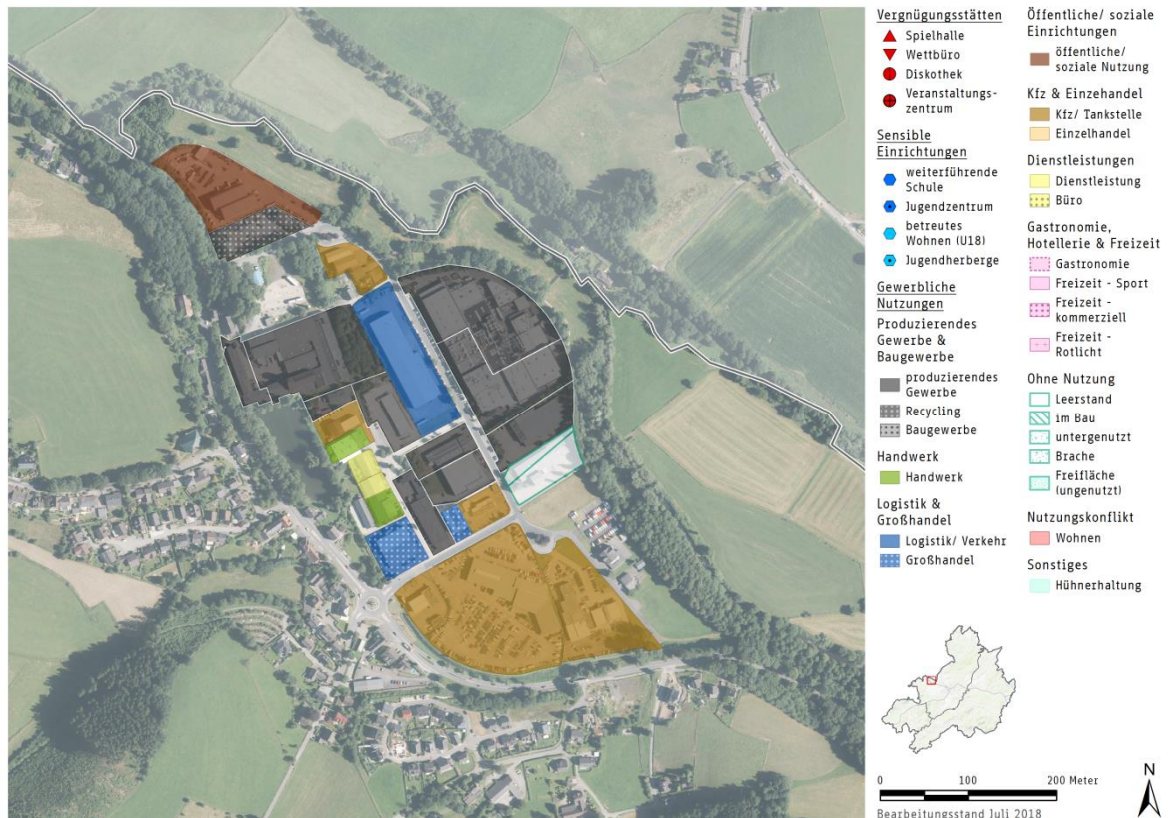 Vergnügungsstätten
Spielhalle
Wettbüro
Diskothek
Veranstaltungs-
zentrum
Sensible
Einrichtungen
weiterführende
Schule
Jugendzentrum
betreutes
Wohnen (U18)
Jugendherberge
Gewerbliche
Nutzungen
Produzierendes
Gewerbe &
Baugewerbe
produzierendes
Gewerbe
Recycling
Baugewerbe
Handwerk
Handwerk
Logistik &
Großhandel
Logistik/ Verkehr
Großhandel
Öffentliche/ soziale
Einrichtungen
öffentliche/
soziale Nutzung
Kfz & Einzehandel
Kfz/ Tankstelle
Einzelhandel
Dienstleistungen
Dienstleistung
Büro
Gastronomie,
Hotellerie & Freizeit
Gastronomie
Freizeit - Sport
Freizeit -
kommerziell
Freizeit -
Rotlicht
Ohne Nutzung
Leerstand
im Bau
untergenutzt
Brache
Freifläche
(ungenutzt)
Nutzungskonflikt
Wohnen
Sonstiges
Hühnerhaltung
0 100 200 Meter
N
Bearbeitungsstand Juli 2018